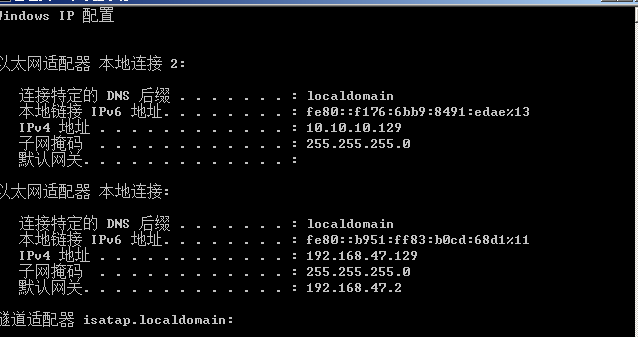 Windows IP 配置
以太网适配器 本地连接 2:
连接特定的 DNS 后缀 . . . . . . . : localdomain
本地链接 IPv6 地址. . . . . . . . : fe80::f176:6bb9:8491:edae%13
IPv4 地址 . . . . . . . . . . . . : 10.10.10.129
子网掩码 . . . . . . . . . . . . : 255.255.255.0
默认网关. . . . . . . . . . . . . :
以太网适配器 本地连接:
连接特定的 DNS 后缀 . . . . . . . : localdomain
本地链接 IPv6 地址. . . . . . . . : fe80::b951:ff83:b0cd:68d1%11
IPv4 地址 . . . . . . . . . . . . : 192.168.47.129
子网掩码 . . . . . . . . . . . . : 255.255.255.0
默认网关. . . . . . . . . . . . . : 192.168.47.2
隧道适配器 isatap.localdomain: